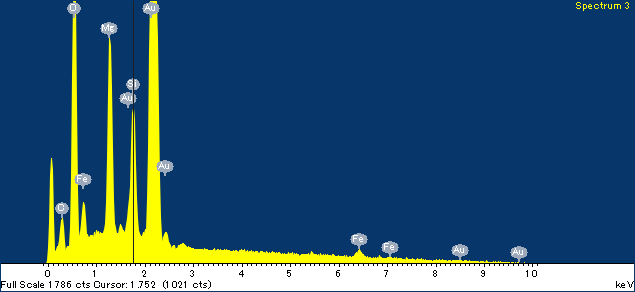 Spectrum 3
O Au
Mg
Si
Au
Au
Fe
C
Fe
Fe
Au
Au
0 1 2 3 4 5 6 7 8 9 10
Full Scale 1786 cts Cursor: 1.752 (1021 cts) keV